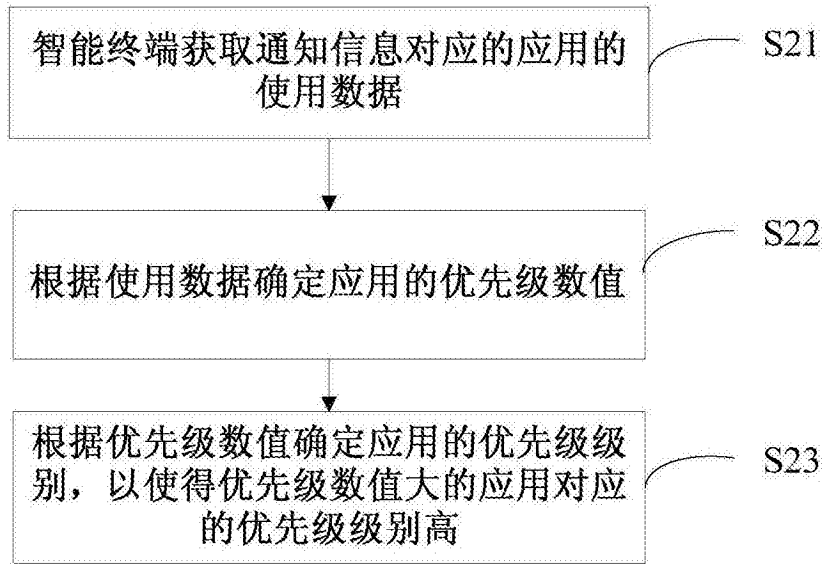 智能终端获取通知信息对应的应用的
使用数据
S21
根据使用数据确定应用的优先级数值
S22
根据优先级数值确定应用的优先级级
别，以使得优先级数值大的应用对应
的优先级级别高
S23